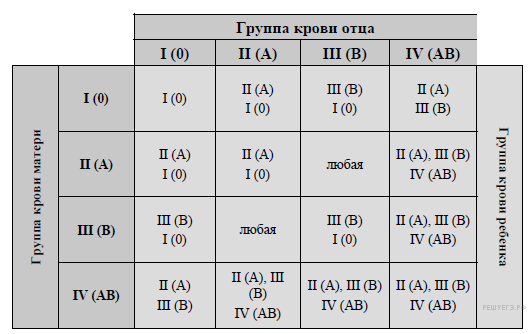 Группа крови отца
I (0) II (A) III (B) IV (AB)
Группа крови матери
I (0)
I (0)
II (A)
I (0)
III (B)
I (0)
II (A)
III (B)
II (A)
II (A)
I (0)
II (A)
I (0)
любая
II (A), III (B)
IV (AB)
III (B)
III (B)
I (0)
любая
III (B)
I (0)
II (A), III (B)
IV (AB)
IV (AB)
II (A)
III (B)
II (A), III
(B)
IV (AB)
II (A), III (B)
IV (AB)
II (A), III (B)
IV (AB)
Группа крови ребенка
РЕШУЕГЭ.РФ